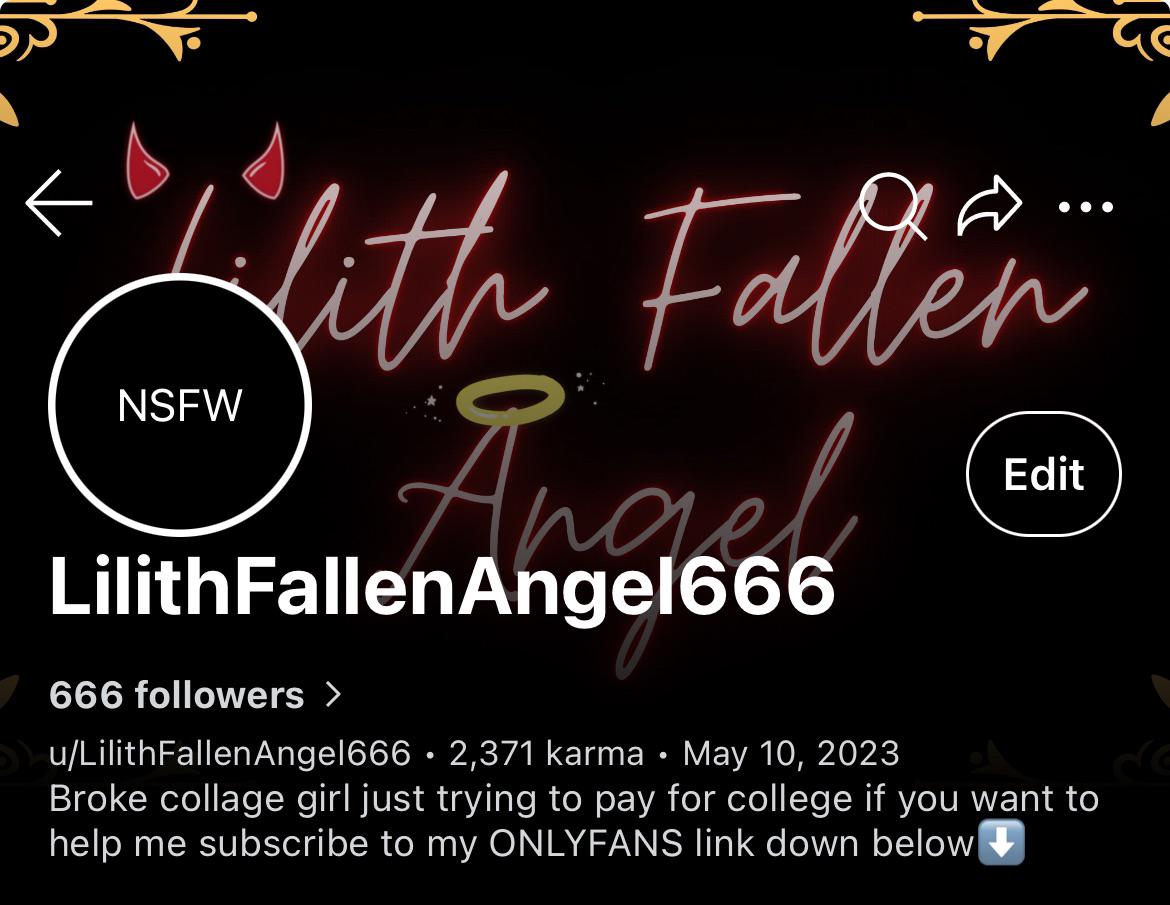 Lilith Fallen
Angel
NSFW
Edit
LilithFallenAngel666
666 followers >
u/LilithFallenAngel666 • 2,371 karma • May 10, 2023
Broke collage girl just trying to pay for college if you want to
help me subscribe to my ONLYFANS link down below⬇️